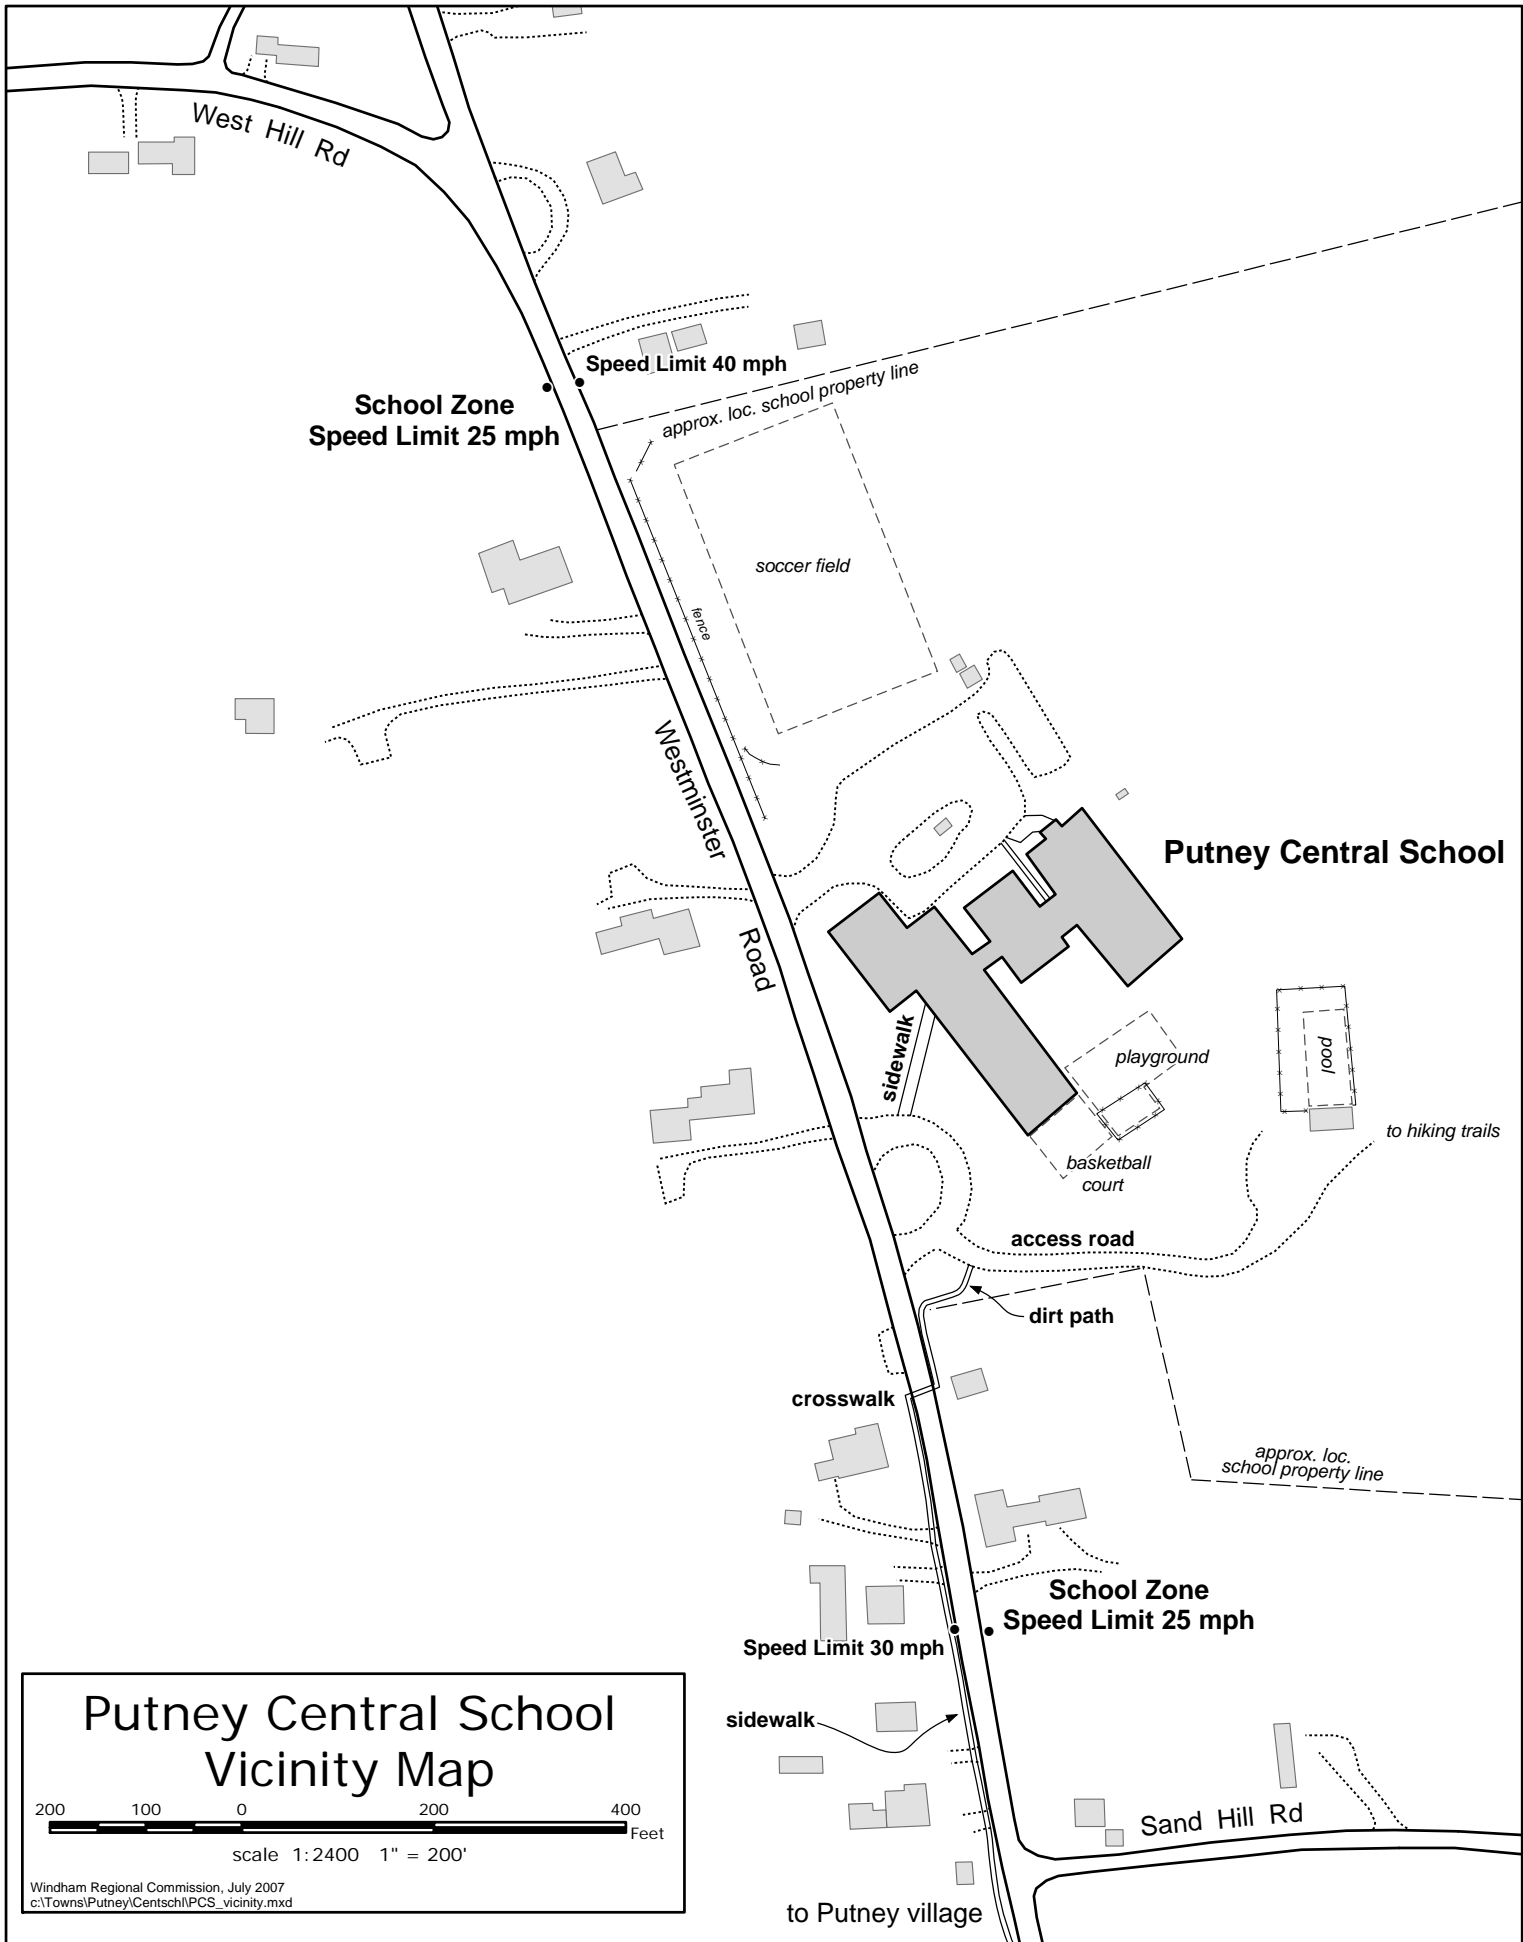 West Hill Rd
Speed Limit 40 mph
School Zone
Speed Limit 25 mph
approx. loc. school property line
soccer field
fence
Westminster
Road
Putney Central School
sidewalk
playground
pool
to hiking trails
basketball
court
access road
dirt path
crosswalk
approx. loc.
school property line
School Zone
Speed Limit 25 mph
Speed Limit 30 mph
sidewalk
Sand Hill Rd
to Putney village
Putney Central School
Vicinity Map
200 100 0 200 400
Feet
scale 1:2400 1" = 200'
Windham Regional Commission, July 2007
c:\Towns\Putney\Centschl\PCS_vicinity.mxd